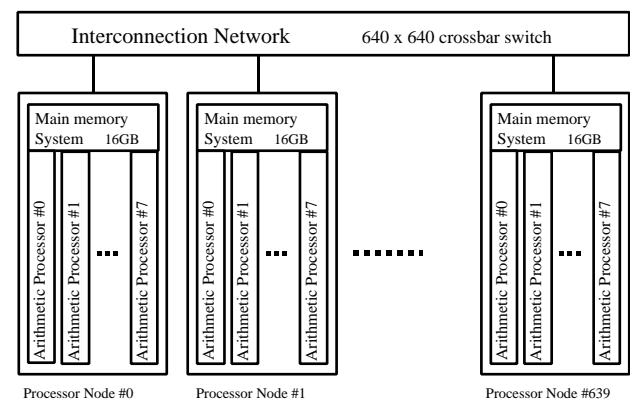 Interconnection Network 640 x 640 crossbar switch
Main memory
System 16GB
Arithmetic Processor #0
Arithmetic Processor #1
Arithmetic Processor #7
Processor Node #0
Main memory
System 16GB
Arithmetic Processor #0
Arithmetic Processor #1
Arithmetic Processor #7
Processor Node #1
Main memory
System 16GB
Arithmetic Processor #0
Arithmetic Processor #1
Arithmetic Processor #7
Processor Node #639